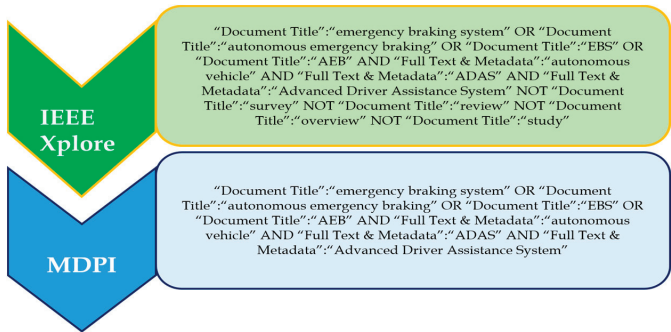 IEEE
Xplore
“Document Title”:“emergency braking system” OR “Document
Title”:“autonomous emergency braking” OR “Document Title”:“EBS” OR
“Document Title”:“AEB” AND “Full Text & Metadata”:“autonomous
vehicle” AND “Full Text & Metadata”:“ADAS” AND “Full Text &
Metadata”:“Advanced Driver Assistance System” NOT “Document
Title”:“survey” NOT “Document Title”:“review” NOT “Document
Title”:“overview” NOT “Document Title”:“study”
MDPI
“Document Title”:“emergency braking system” OR “Document
Title”:“autonomous emergency braking” OR “Document Title”:“EBS” OR
“Document Title”:“AEB” AND “Full Text & Metadata”:“autonomous
vehicle” AND “Full Text & Metadata”:“ADAS” AND “Full Text &
Metadata”:“Advanced Driver Assistance System”